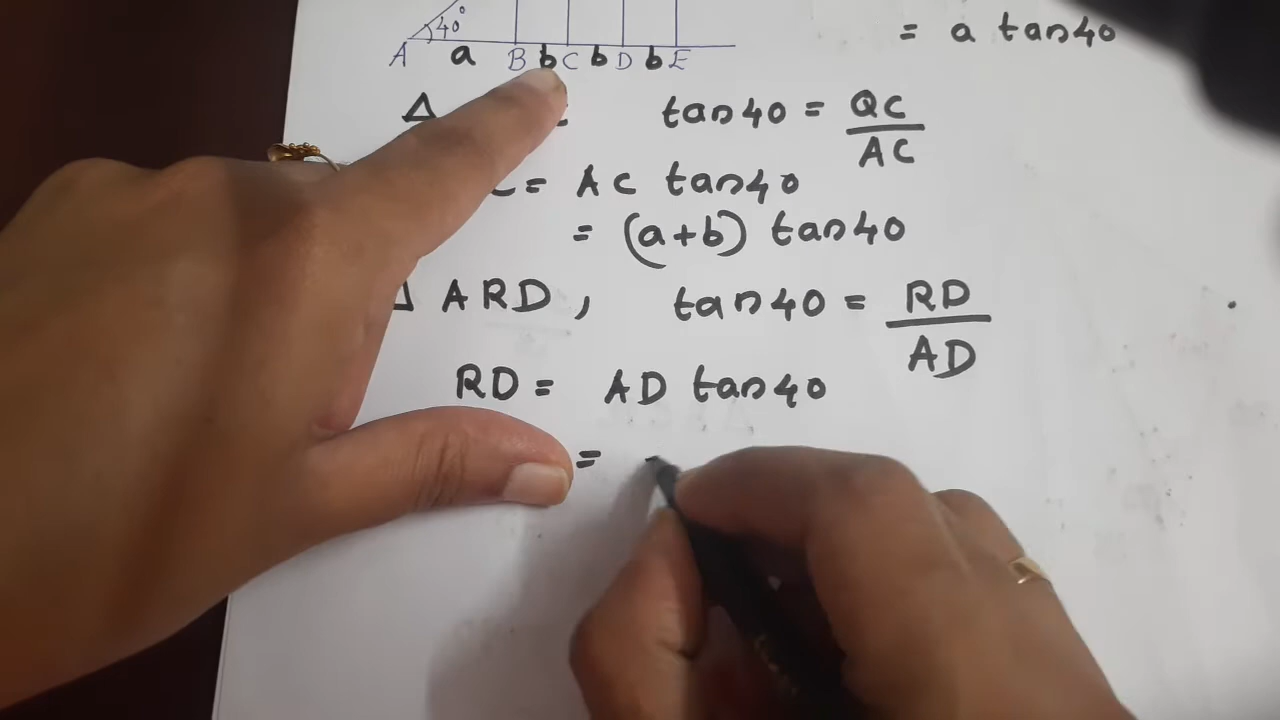 40°
= a tan40
A a B b C b D b E
Δ tan40 = QC
AC
= AC tan40
= (a+b) tan40
Δ ARD, tan40 = RD
AD
RD = AD tan40
=